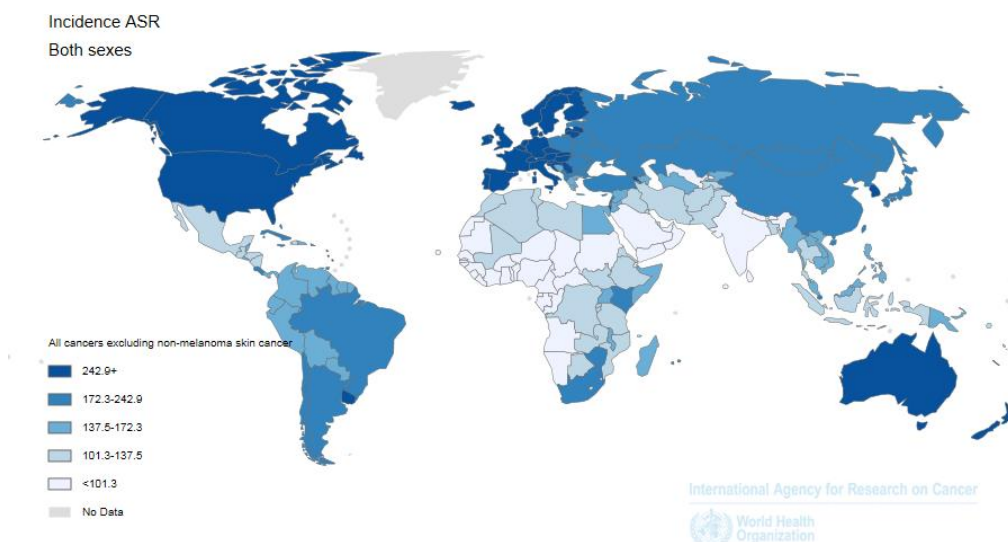 Incidence ASR
Both sexes
All cancers excluding non-melanoma skin cancer
242.9+
172.3-242.9
137.5-172.3
101.3-137.5
<101.3
No Data
International Agency for Research on Cancer
World Health
Organization